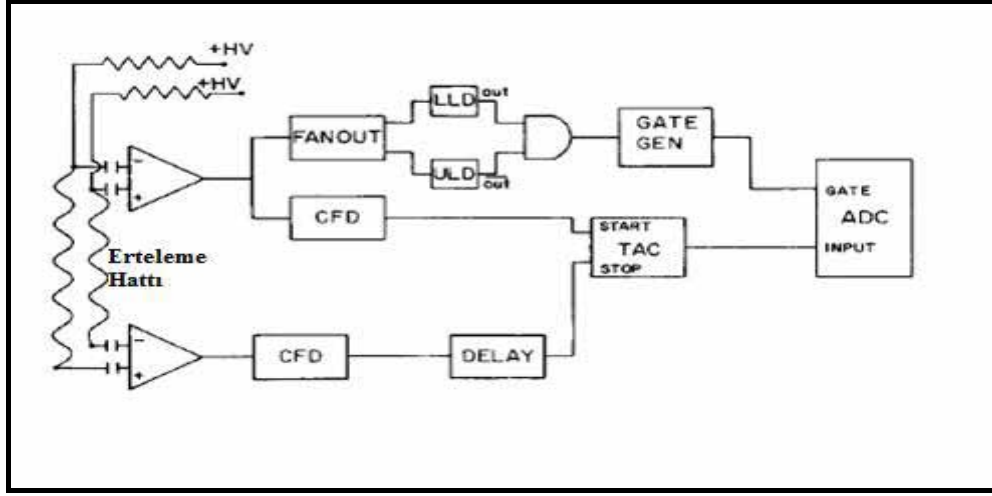 +HV
+HV
LLD out
FANOUT
GATE
GEN
ULD
out
GATE
ADC
CFD
START
TAC
INPUT
STOP
Erteleme
Hattı
CFD
DELAY